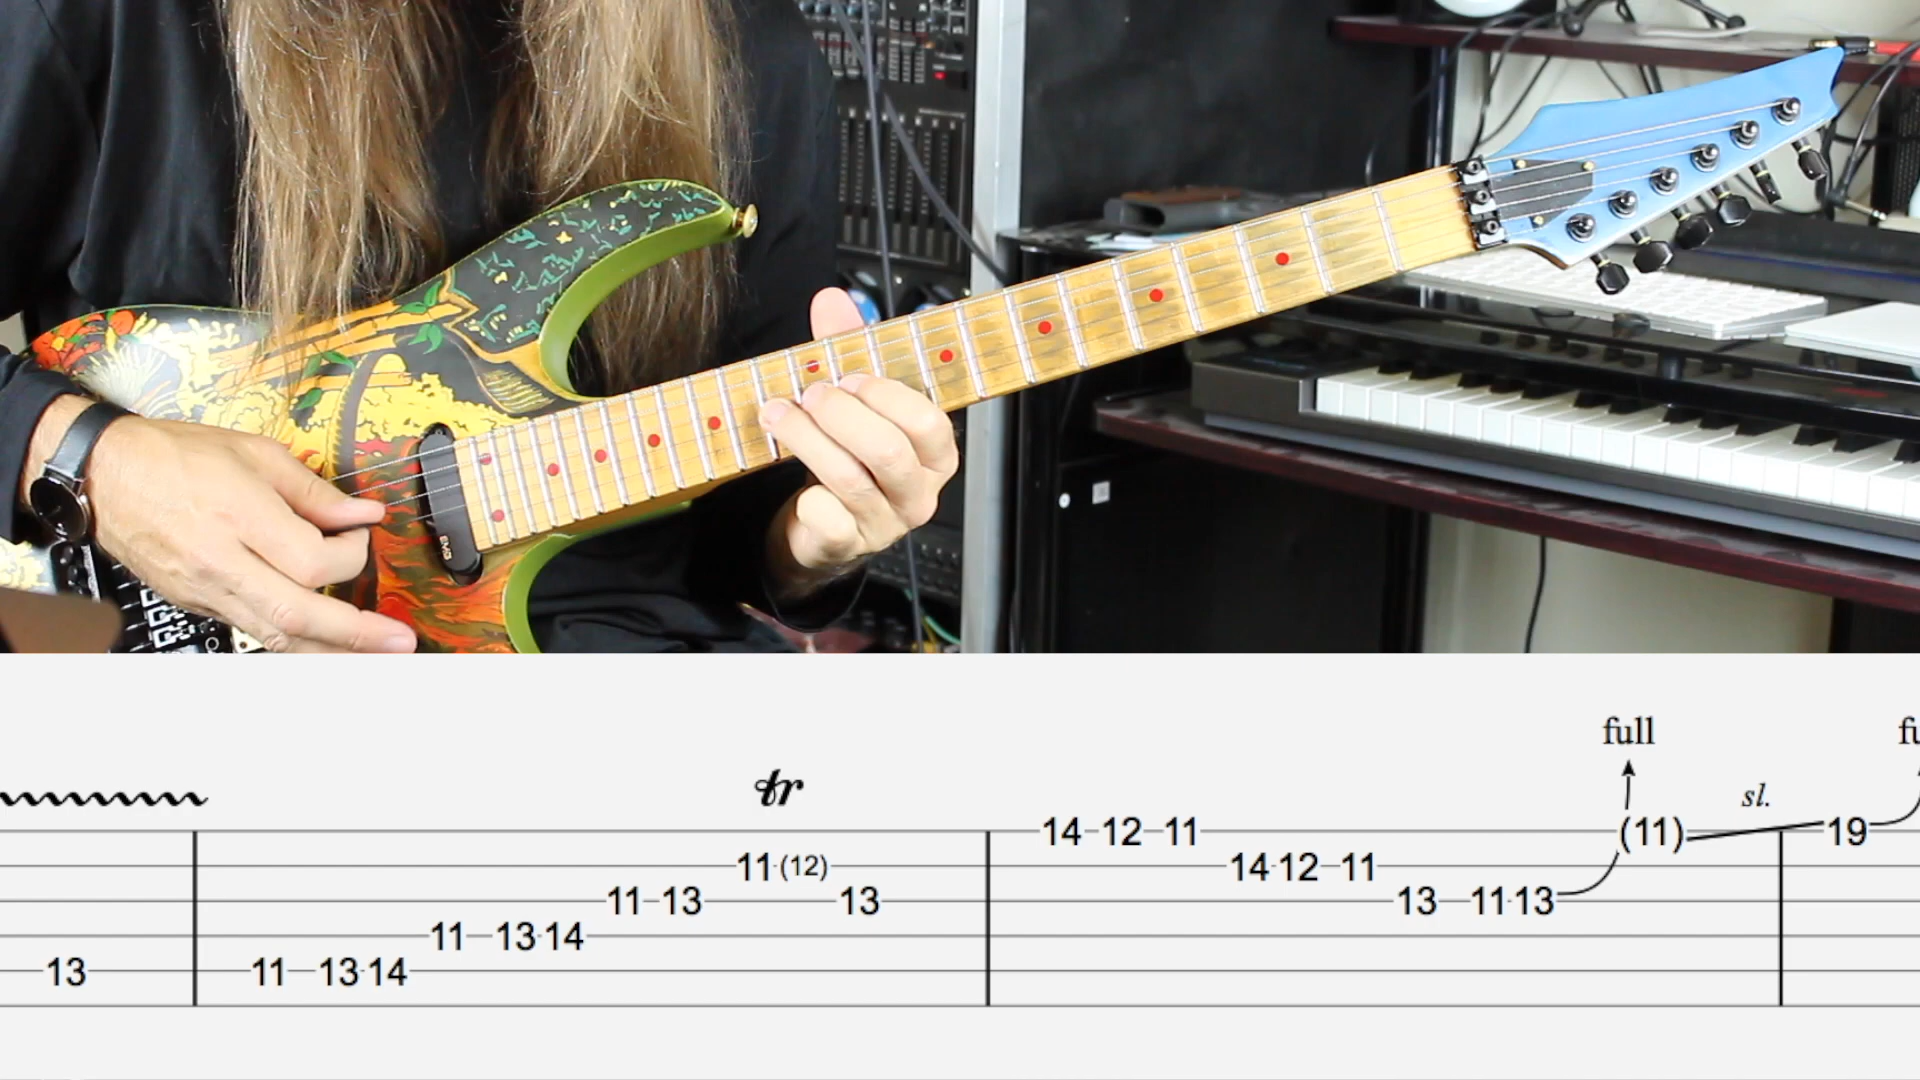 EMG
full
fu
tr
sl.
14 12 11 (11) 19
11 (12) 14 12 11
11 13 13 13 11 13
11 13 14
13 11 13 14